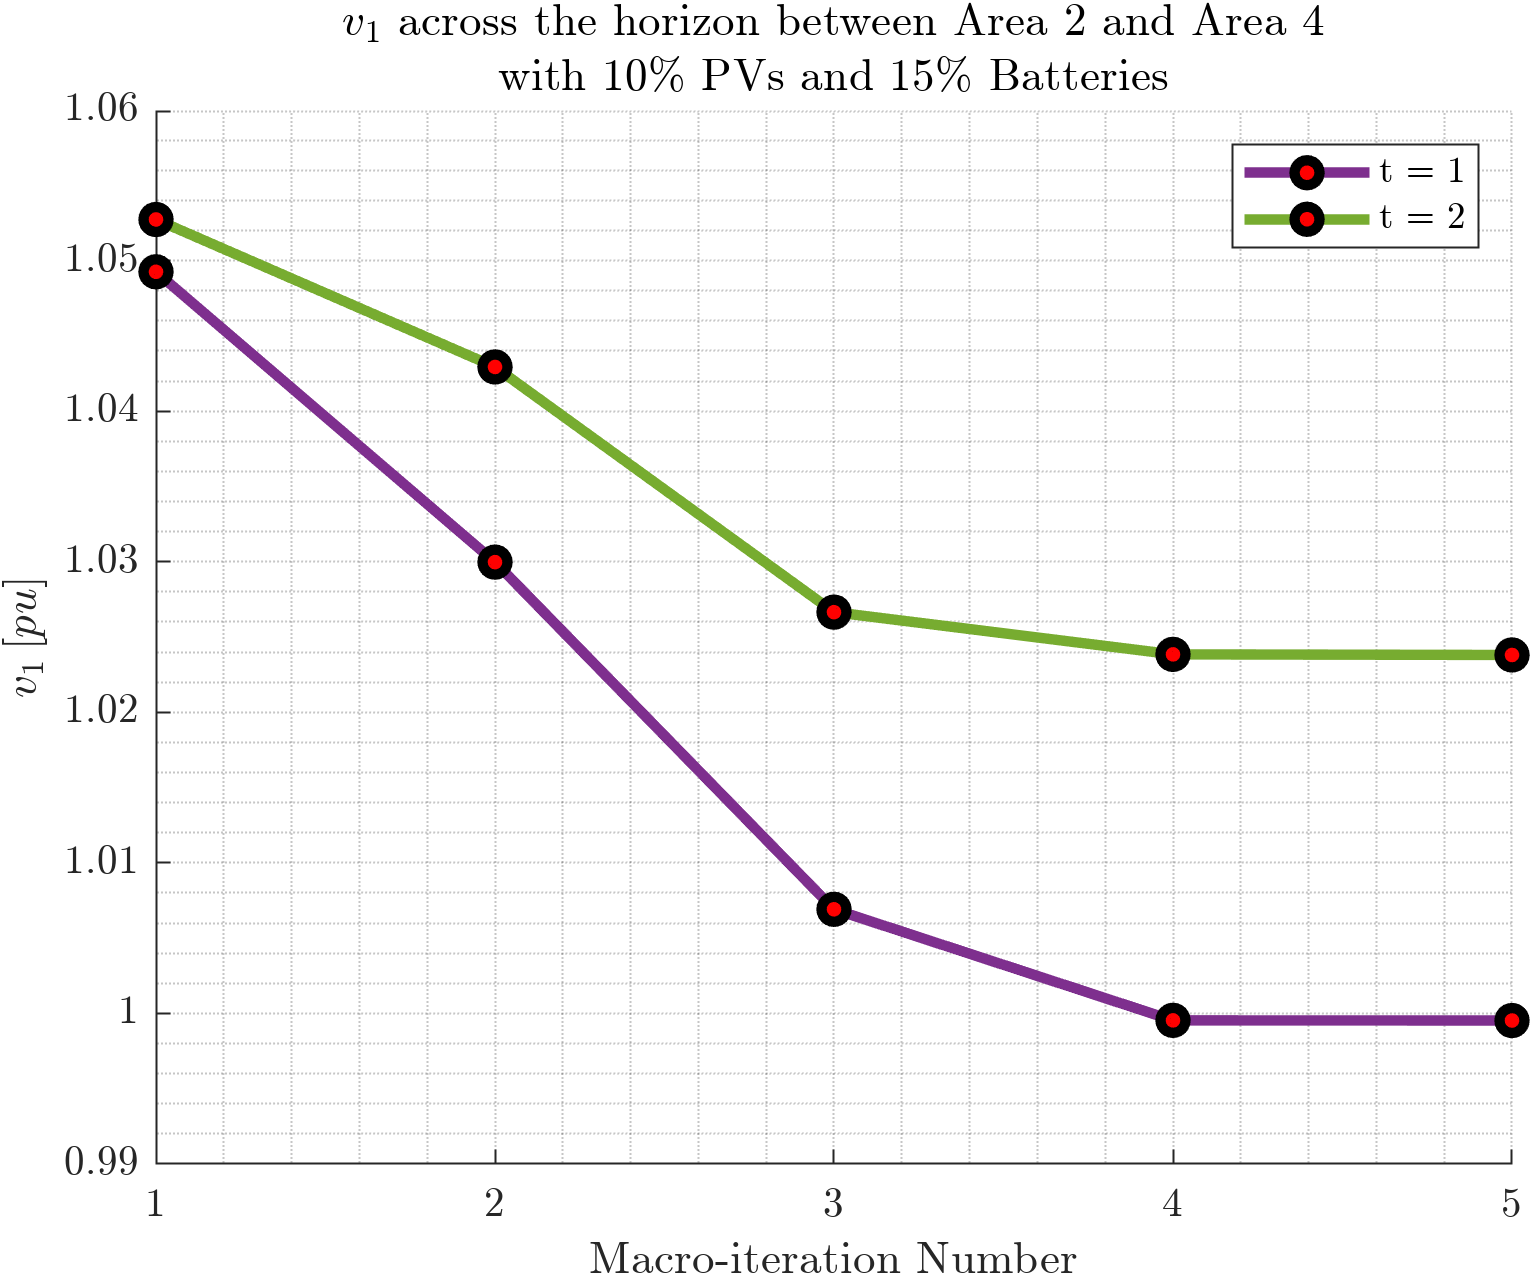 v₁ across the horizon between Area 2 and Area 4
with 10% PVs and 15% Batteries
t = 1
t = 2
1.06
1.05
1.04
1.03
1.02
1.01
1
0.99
v₁ [pu]
1 2 3 4 5
Macro-iteration Number